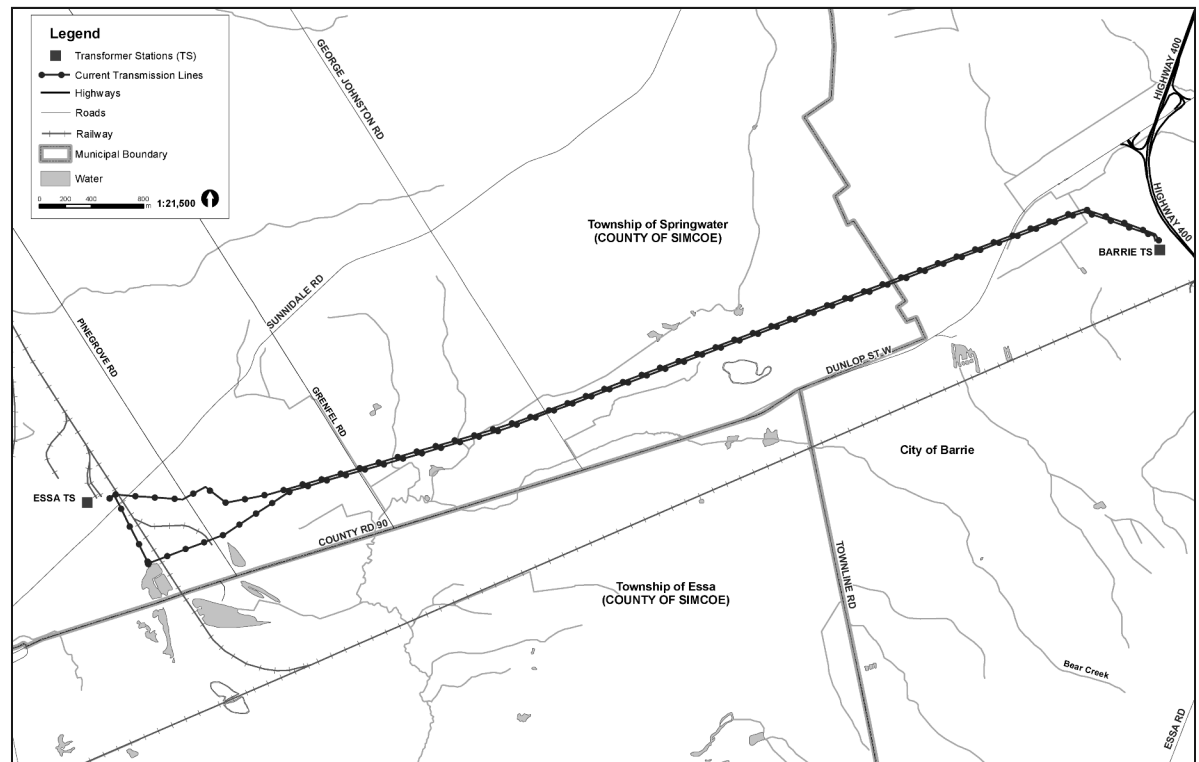 Legend
Transformer Stations (TS)
Current Transmission Lines
Highways
Roads
Railway
Municipal Boundary
Water
0 200 400 800
m
1:21,500
GEORGE JOHNSTON RD
HIGHWAY 400
HIGHWAY 400
Township of Springwater
(COUNTY OF SIMCOE)
BARRIE TS
SUNNIDALE RD
PINEGROVE RD
GRENFEL RD
DUNLOP ST W
City of Barrie
ESSA TS
COUNTY RD 90
TOWNLINE RD
Township of Essa
(COUNTY OF SIMCOE)
Bear Creek
ESSA RD